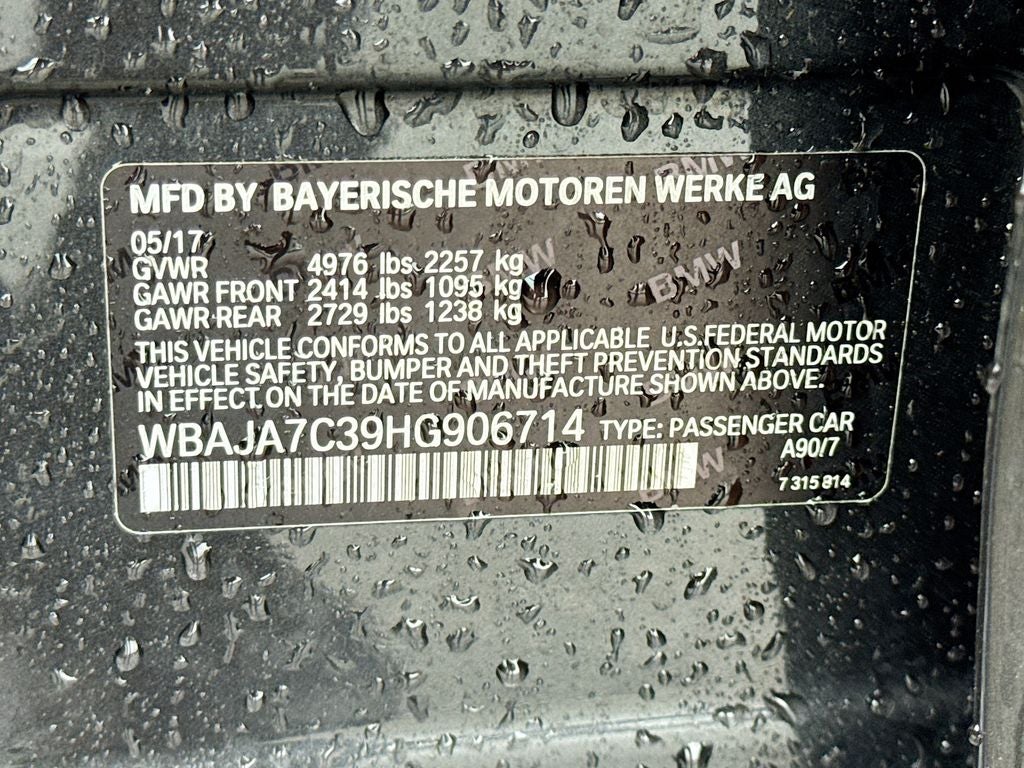 MFD BY BAYERISCHE MOTOREN WERKE AG
05/17
GVWR 4976 lbs 2257 kg
GAWR FRONT 2414 lbs 1095 kg
GAWR REAR 2729 lbs 1238 kg
THIS VEHICLE CONFORMS TO ALL APPLICABLE U.S. FEDERAL MOTOR
VEHICLE SAFETY, BUMPER AND THEFT PREVENTION STANDARDS
IN EFFECT ON THE DATE OF MANUFACTURE SHOWN ABOVE.
WBAJA7C39HG906714 TYPE: PASSENGER CAR
A90/7
7 315 814
BMW
BMW
BMW